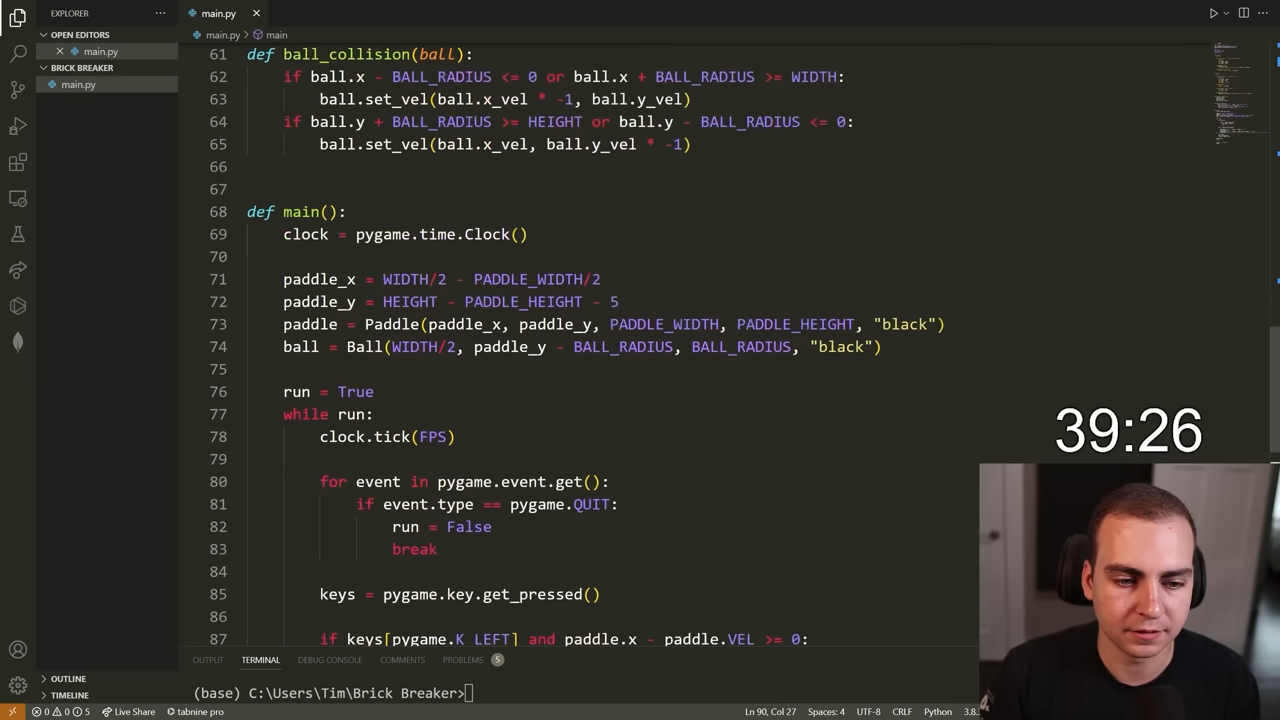 EXPLORER
main.py
OPEN EDITORS
main.py
main.py > main
BRICK BREAKER
main.py
61 def ball_collision(ball):
62 if ball.x - BALL_RADIUS <= 0 or ball.x + BALL_RADIUS >= WIDTH:
63 ball.set_vel(ball.x_vel * -1, ball.y_vel)
64 if ball.y + BALL_RADIUS >= HEIGHT or ball.y - BALL_RADIUS <= 0:
65 ball.set_vel(ball.x_vel, ball.y_vel * -1)
66
67
68 def main():
69 clock = pygame.time.Clock()
70
71 paddle_x = WIDTH/2 - PADDLE_WIDTH/2
72 paddle_y = HEIGHT - PADDLE_HEIGHT - 5
73 paddle = Paddle(paddle_x, paddle_y, PADDLE_WIDTH, PADDLE_HEIGHT, "black")
74 ball = Ball(WIDTH/2, paddle_y - BALL_RADIUS, BALL_RADIUS, "black")
75
76 run = True
77 while run:
78 clock.tick(FPS)
79
80 for event in pygame.event.get():
81 if event.type == pygame.QUIT:
82 run = False
83 break
84
85 keys = pygame.key.get_pressed()
86
87 if keys[pygame.K_LEFT] and paddle.x - paddle.VEL >= 0:
39:26
OUTPUT TERMINAL DEBUG CONSOLE COMMENTS PROBLEMS 5
(base) C:\Users\Tim\Brick Breaker>
OUTLINE
TIMELINE
0 0 5 Live Share tabnine pro Ln 90, Col 27 Spaces: 4 UTF-8 CRLF Python